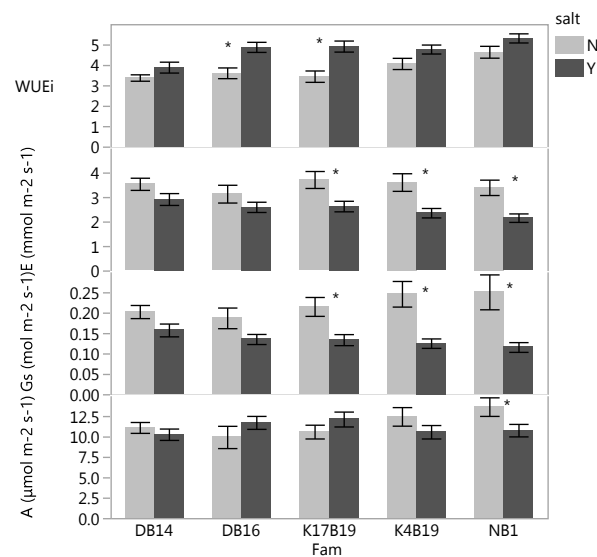 salt
N
Y
WUEi
5
4
3
2
1
0
* *
E (mmol m-2 s-1)
4
3
2
1
0
* * *
Gs (mol m-2 s-1)
0.25
0.20
0.15
0.10
0.05
0.00
* * *
A (µmol m-2 s-1)
12.5
10.0
7.5
5.0
2.5
0.0
*
DB14 DB16 K17B19 K4B19 NB1
Fam